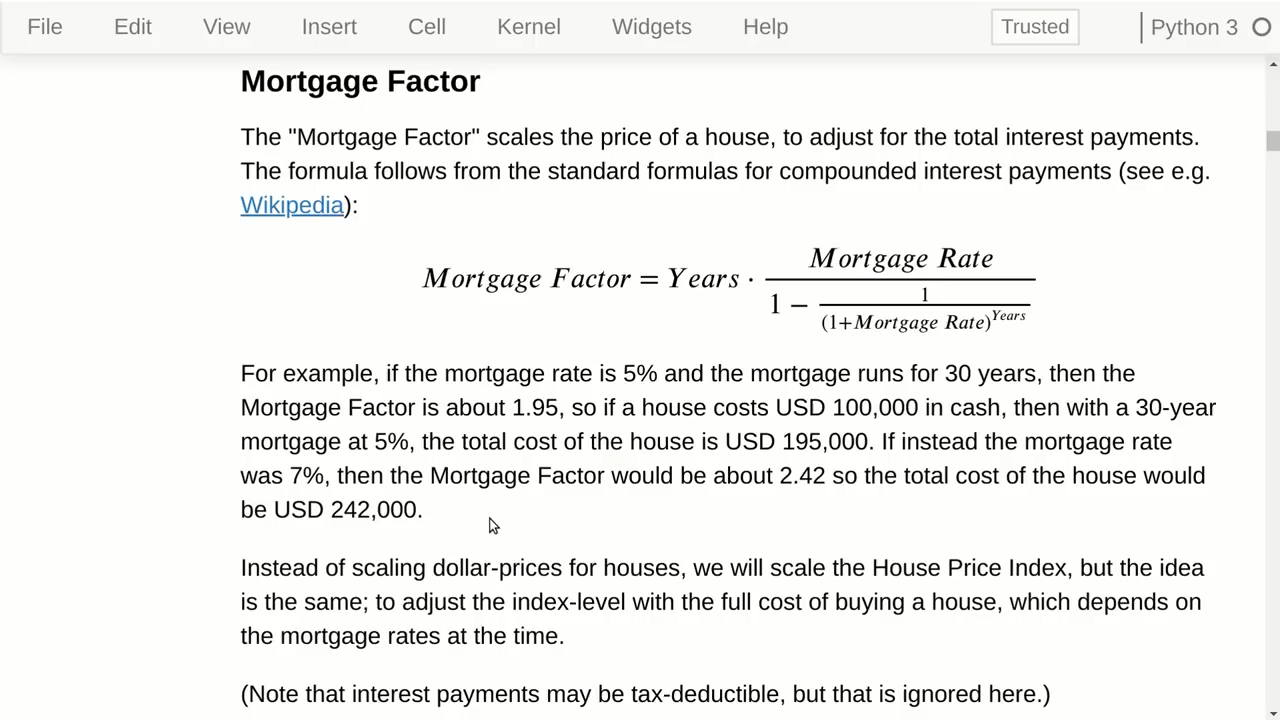 File Edit View Insert Cell Kernel Widgets Help Trusted Python 3
Mortgage Factor
The "Mortgage Factor" scales the price of a house, to adjust for the total interest payments.
The formula follows from the standard formulas for compounded interest payments (see e.g.
Wikipedia):
Mortgage Factor = Years · Mortgage Rate / (1 − 1 / (1+Mortgage Rate)^Years)
For example, if the mortgage rate is 5% and the mortgage runs for 30 years, then the
Mortgage Factor is about 1.95, so if a house costs USD 100,000 in cash, then with a 30-year
mortgage at 5%, the total cost of the house is USD 195,000. If instead the mortgage rate
was 7%, then the Mortgage Factor would be about 2.42 so the total cost of the house would
be USD 242,000.
Instead of scaling dollar-prices for houses, we will scale the House Price Index, but the idea
is the same; to adjust the index-level with the full cost of buying a house, which depends on
the mortgage rates at the time.
(Note that interest payments may be tax-deductible, but that is ignored here.)